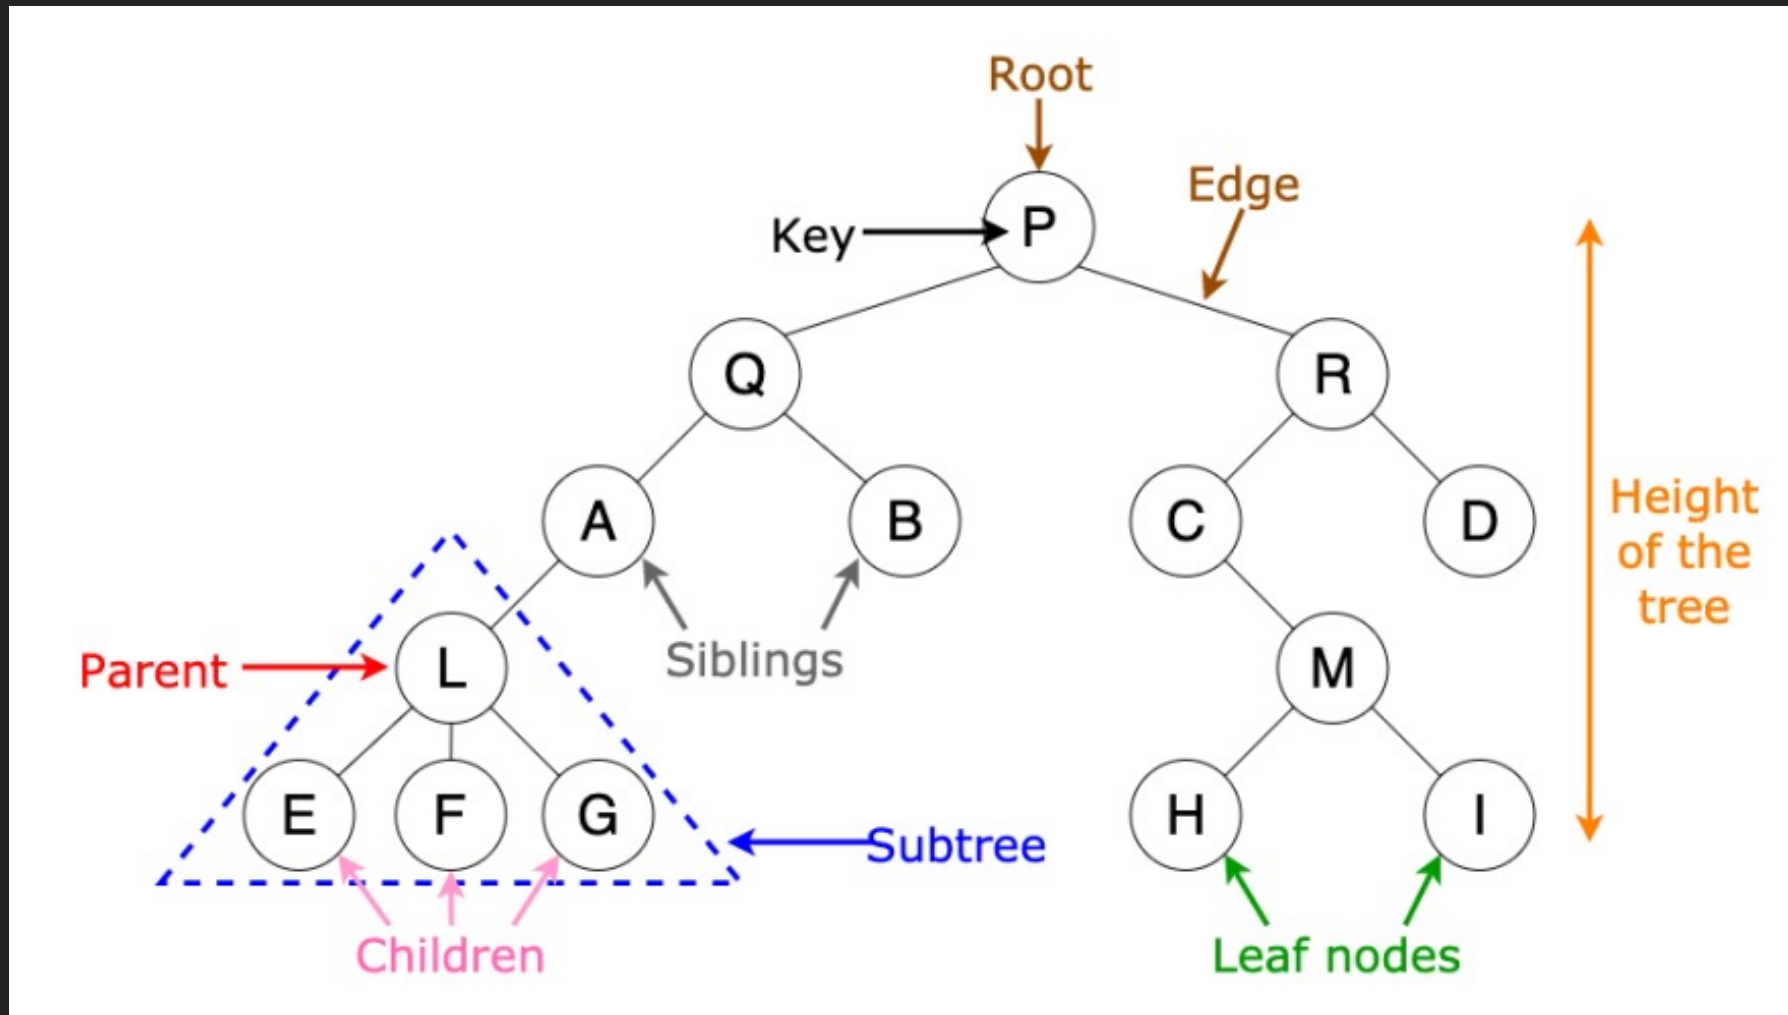 Root
Edge
Key
P
Q
R
A
B
C
D
Height
of the
tree
Siblings
Parent
L
M
E
F
G
H
I
Subtree
Children
Leaf nodes